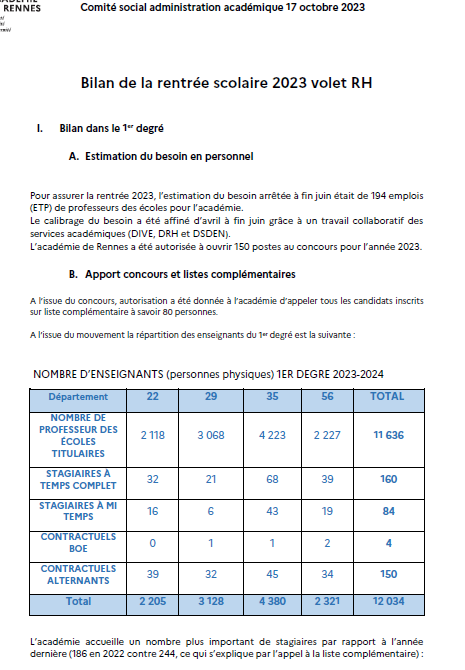 RENNES
Comité social administration académique 17 octobre 2023
Bilan de la rentrée scolaire 2023 volet RH
I. Bilan dans le 1er degré
A. Estimation du besoin en personnel
Pour assurer la rentrée 2023, l'estimation du besoin arrêtée à fin juin était de 194 emplois
(ETP) de professeurs des écoles pour l'académie.
Le calibrage du besoin a été affiné d'avril à fin juin grâce à un travail collaboratif des
services académiques (DIVE, DRH et DSDEN).
L'académie de Rennes a été autorisée à ouvrir 150 postes au concours pour l'année 2023.
B. Apport concours et listes complémentaires
A l'issue du concours, autorisation a été donnée à l'académie d'appeler tous les candidats inscrits
sur liste complémentaire à savoir 80 personnes.
A l'issue du mouvement la répartition des enseignants du 1er degré est la suivante :
NOMBRE D'ENSEIGNANTS (personnes physiques) 1ER DEGRE 2023-2024
Département 22 29 35 56 TOTAL
NOMBRE DE
PROFESSEUR DES
ÉCOLES
TITULAIRES
2 118 3 068 4 223 2 227 11 636
STAGIAIRES À
TEMPS COMPLET
32 21 68 39 160
STAGIAIRES À MI
TEMPS
16 6 43 19 84
CONTRACTUELS
BOE
0 1 1 2 4
CONTRACTUELS
ALTERNANTS
39 32 45 34 150
Total 2 205 3 128 4 380 2 321 12 034
L'académie accueille un nombre plus important de stagiaires par rapport à l'année
dernière (186 en 2022 contre 244, ce qui s'explique par l'appel à la liste complémentaire) :